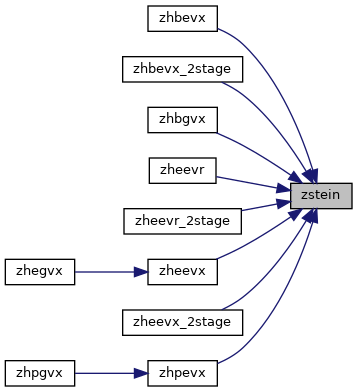 zhbevx
zhbevx_2stage
zhbgvx
zheevr
zstein
zheevr_2stage
zhegvx
zheevx
zheevx_2stage
zhpgvx
zhpevx